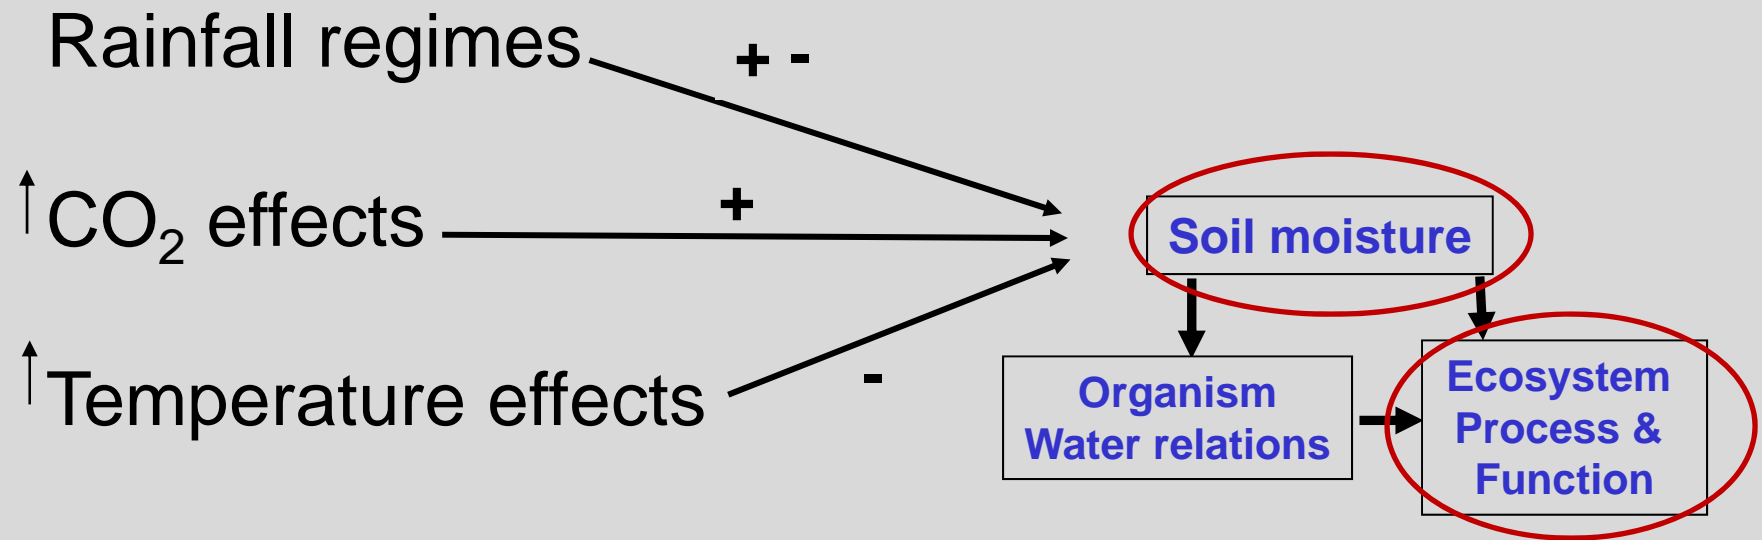 Rainfall regimes
+ -
↑CO₂ effects
+
Soil moisture
↑Temperature effects
-
Organism
Water relations
Ecosystem
Process &
Function